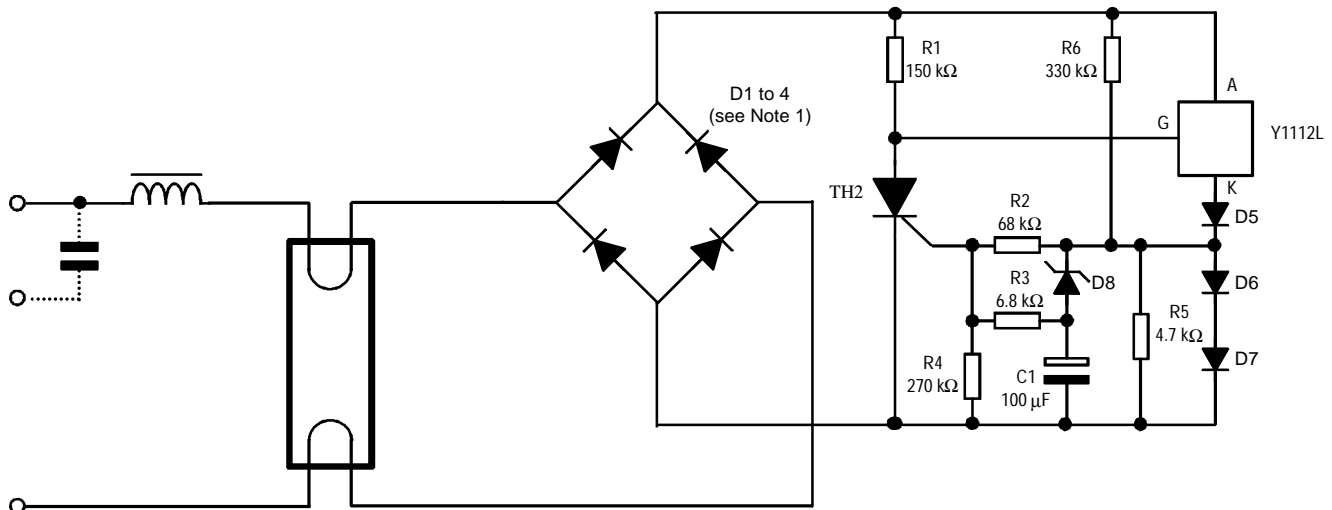 R1
150 kΩ
R6
330 kΩ
D1 to 4
(see Note 1)
A
G
Y1112L
K
TH2
R2
68 kΩ
D5
R3
6.8 kΩ
D8
D6
R5
4.7 kΩ
R4
270 kΩ
C1
100 µF
D7